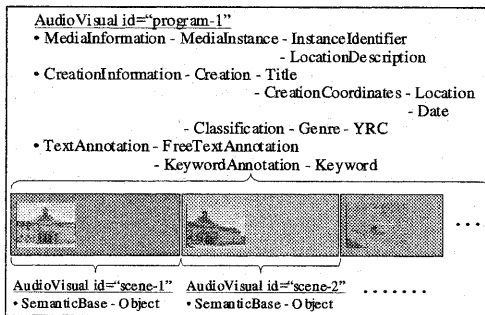 AudioVisual id="program-1"
• MediaInformation - MediaInstance - InstanceIdentifier
- LocationDescription
• CreationInformation - Creation - Title
- CreationCoordinates - Location
- Date
- Classification - Genre - YRC
• TextAnnotation - FreeTextAnnotation
- KeywordAnnotation - Keyword
AudioVisual id="scene-1" AudioVisual id="scene-2" .......
• SemanticBase - Object • SemanticBase - Object